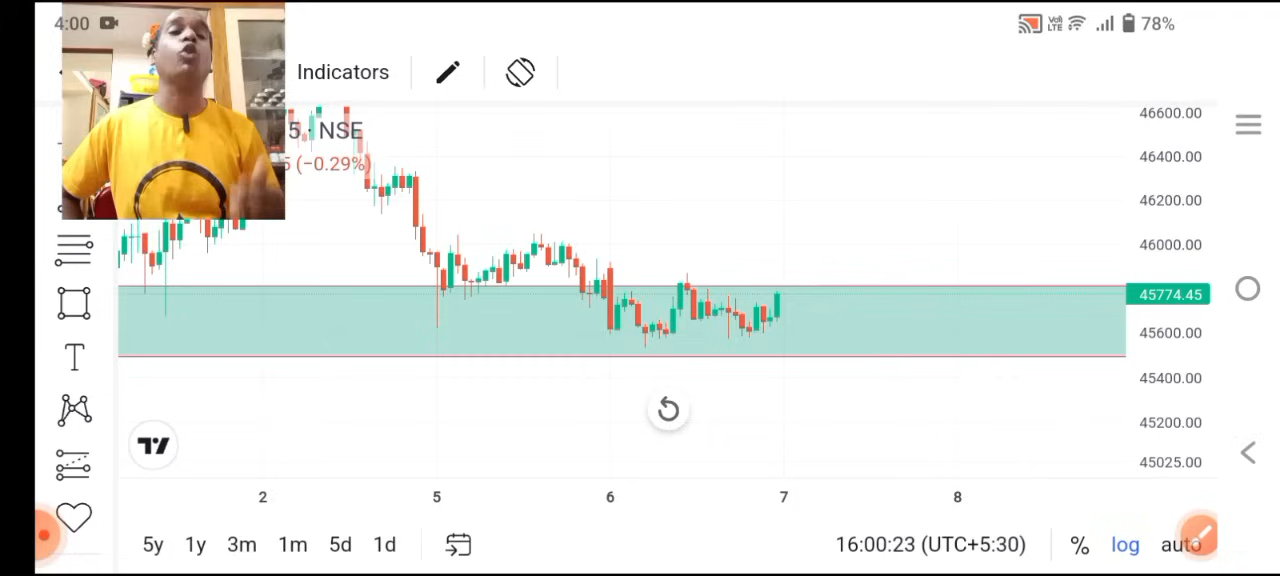 4:00
Vo)
LTE
78%
Indicators
5 · NSE
5 (−0.29%)
46600.00
46400.00
46200.00
46000.00
45774.45
45600.00
45400.00
45200.00
45025.00
T
2 5 6 7 8
5y 1y 3m 1m 5d 1d
16:00:23 (UTC+5:30)
% log auto